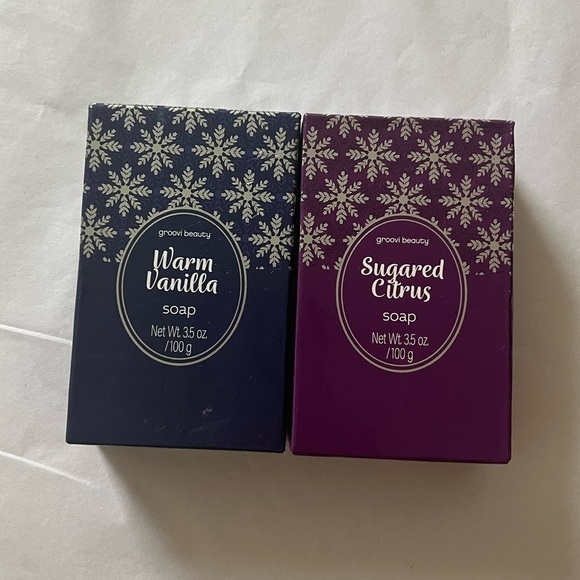 groovi beauty
Warm
Vanilla
soap
Net Wt. 3.5 oz.
/100 g
groovi beauty
Sugared
Citrus
soap
Net Wt. 3.5 oz.
/100 g